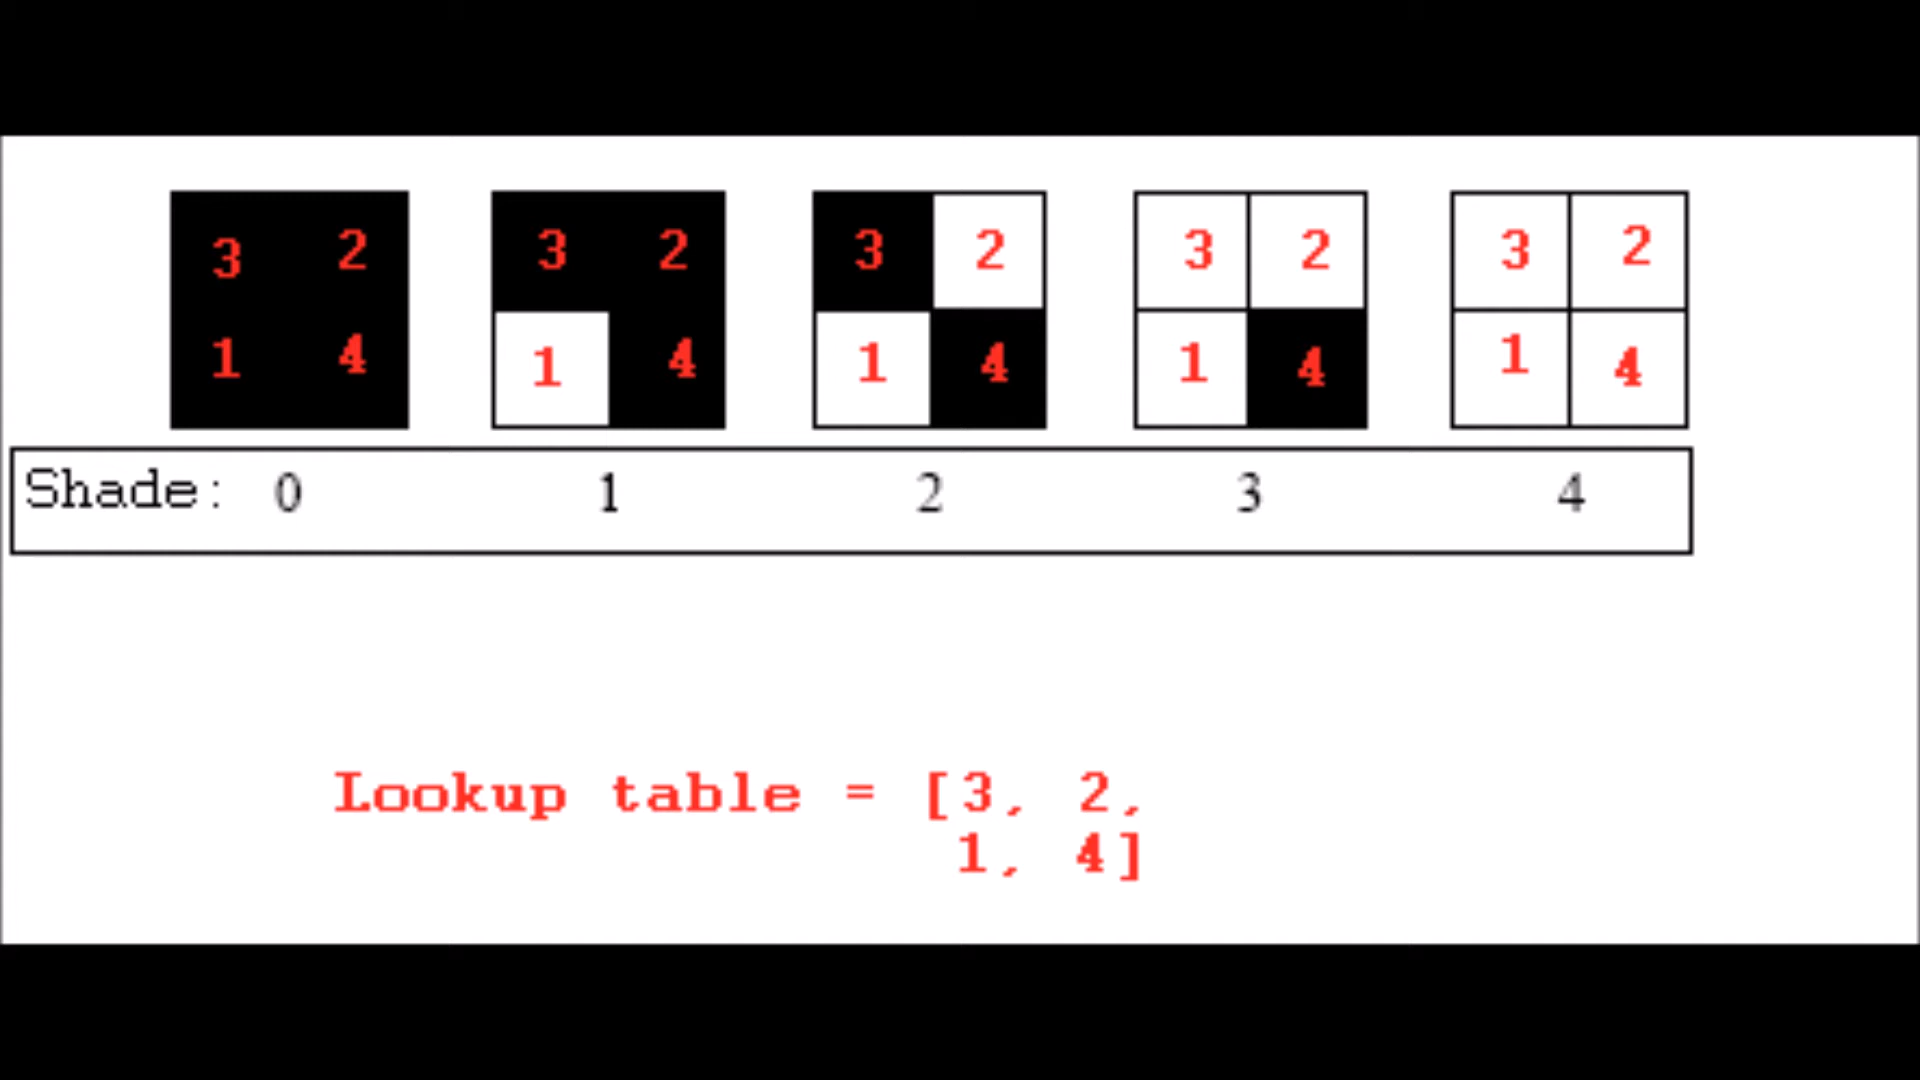 3 2 3 2 3 2 3 2 3 2
1 4 1 4 1 4 1 4 1 4
Shade: 0 1 2 3 4
Lookup table = [3, 2,
1, 4]